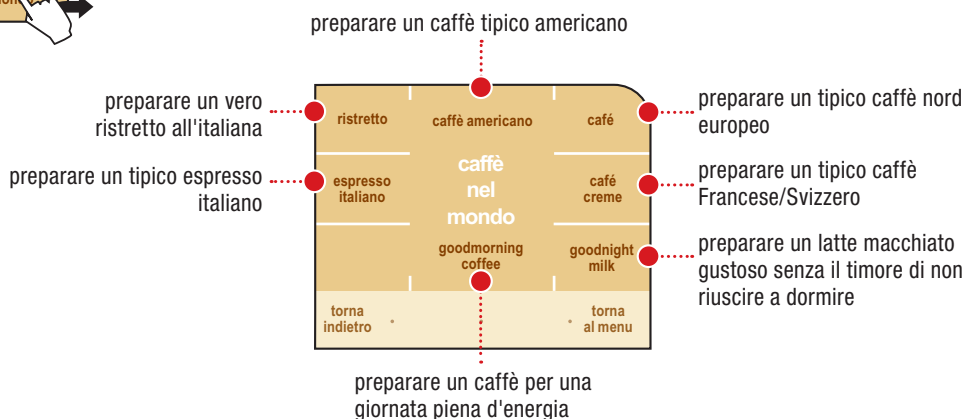 preparare un caffè tipico americano
preparare un vero
ristretto all'italiana
preparare un tipico espresso
italiano
ristretto
caffè americano
café
espresso
italiano
caffè
nel
mondo
café
creme
goodmorning
coffee
goodnight
milk
torna
indietro
torna
al menu
preparare un tipico caffè nord
europeo
preparare un tipico caffè
Francese/Svizzero
preparare un latte macchiato
gustoso senza il timore di non
riuscire a dormire
preparare un caffè per una
giornata piena d'energia